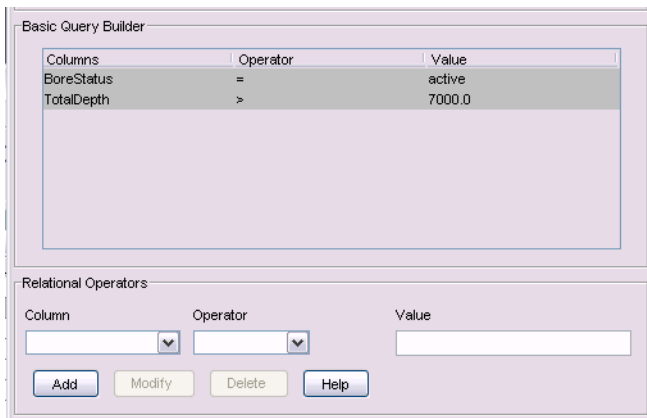 Basic Query Builder
Columns Operator Value
BoreStatus = active
TotalDepth > 7000.0
Relational Operators
Column Operator Value
Add Modify Delete Help